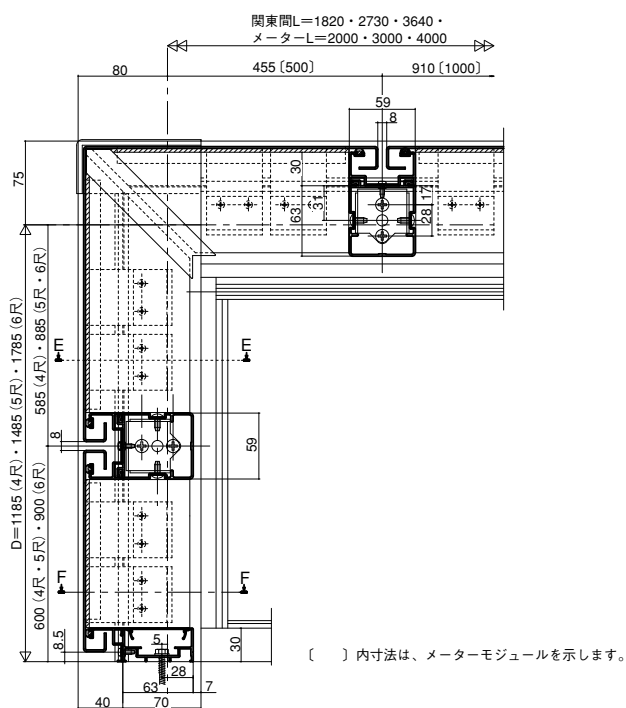 関東間L=1820・2730・3640・
メーターL=2000・3000・4000
80
455〔500〕
910〔1000〕
59
8
75
30
31
63
17
28
D=1185(4尺)・1485(5尺)・1785(6尺)
585(4尺)・885(5尺・6尺)
600(4尺・5尺)・900(6尺)
E
E
8
59
F
F
8.5
5
28
30
63
7
40
70
〔　〕内寸法は、メーターモジュールを示します。